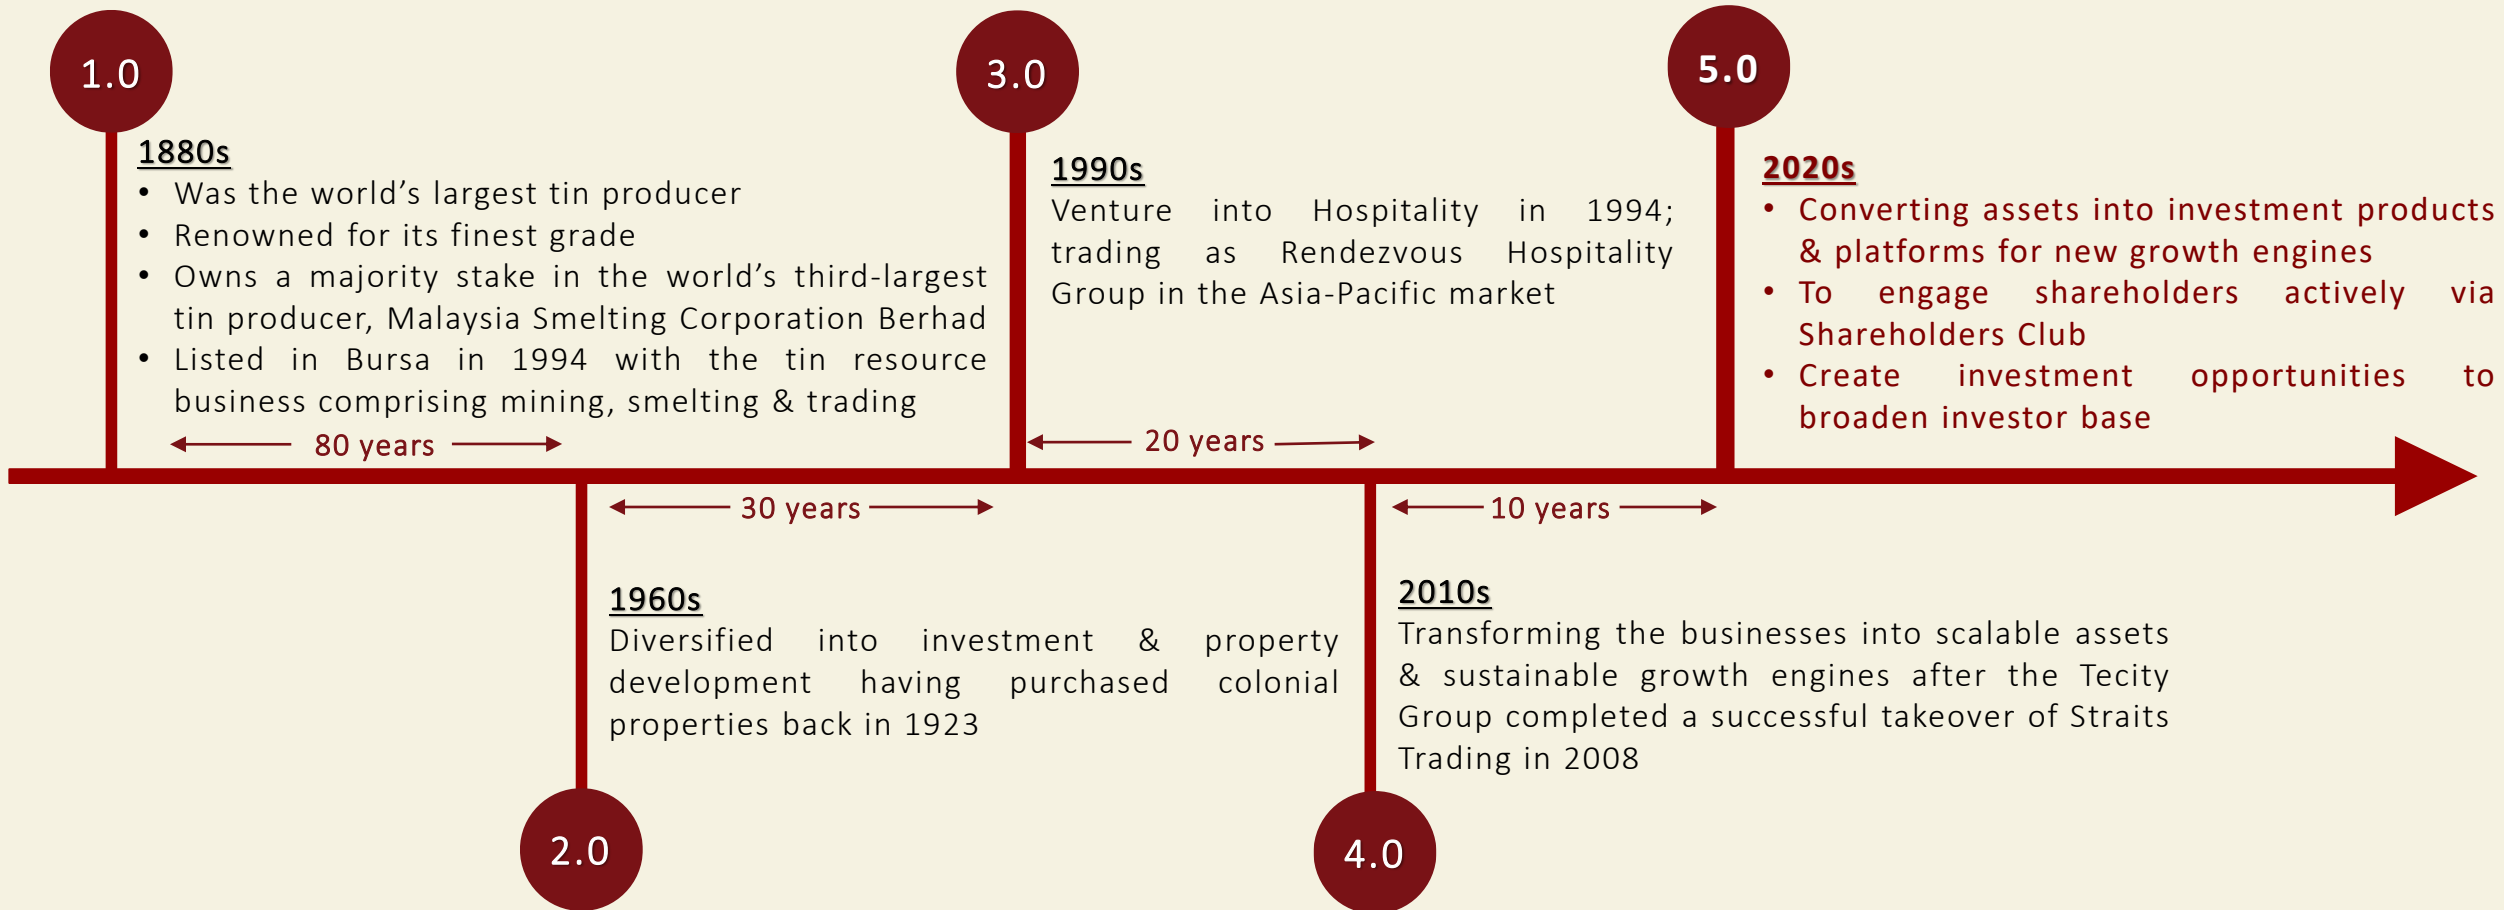 1.0
1880s
• Was the world’s largest tin producer
• Renowned for its finest grade
• Owns a majority stake in the world’s third-largest
tin producer, Malaysia Smelting Corporation Berhad
• Listed in Bursa in 1994 with the tin resource
business comprising mining, smelting & trading
80 years
2.0
1960s
Diversified into investment & property
development having purchased colonial
properties back in 1923
30 years
3.0
1990s
Venture into Hospitality in 1994;
trading as Rendezvous Hospitality
Group in the Asia-Pacific market
20 years
4.0
2010s
Transforming the businesses into scalable assets
& sustainable growth engines after the Tecity
Group completed a successful takeover of Straits
Trading in 2008
10 years
5.0
2020s
• Converting assets into investment products
& platforms for new growth engines
• To engage shareholders actively via
Shareholders Club
• Create investment opportunities to
broaden investor base